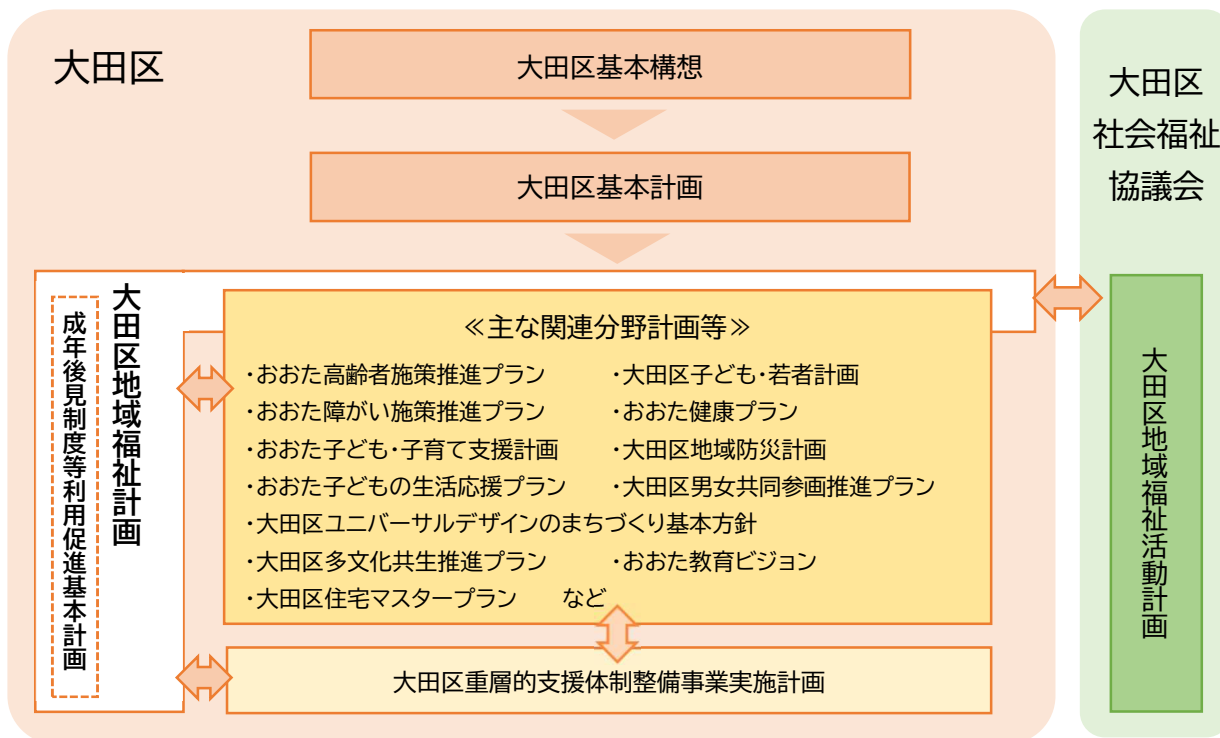 大田区
大田区基本構想
大田区基本計画
大田区地域福祉計画
成年後見制度等利用促進基本計画
≪主な関連分野計画等≫
・おおた高齢者施策推進プラン ・大田区子ども・若者計画
・おおた障がい施策推進プラン ・おおた健康プラン
・おおた子ども・子育て支援計画 ・大田区地域防災計画
・おおた子どもの生活応援プラン ・大田区男女共同参画推進プラン
・大田区ユニバーサルデザインのまちづくり基本方針
・大田区多文化共生推進プラン ・おおた教育ビジョン
・大田区住宅マスタープラン など
大田区重層的支援体制整備事業実施計画
大田区
社会福祉
協議会
大田区地域福祉活動計画